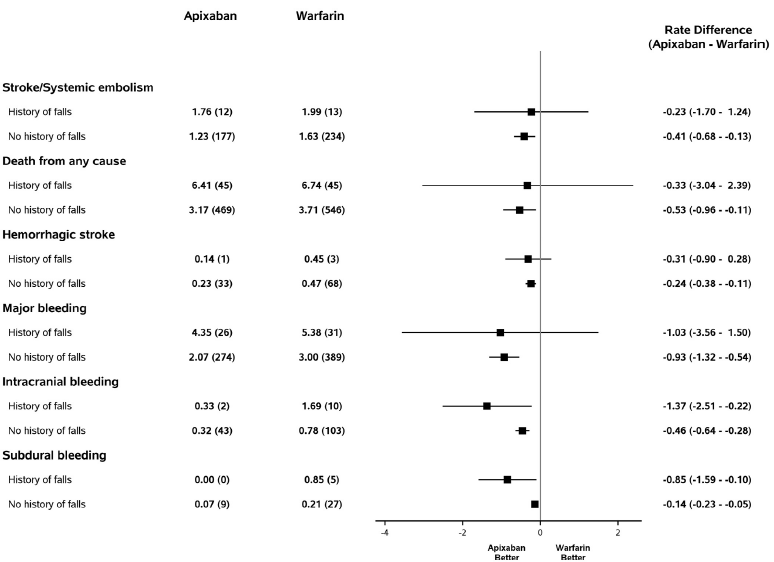 Apixaban Warfarin
Rate Difference
(Apixaban - Warfarin)
Stroke/Systemic embolism
History of falls 1.76 (12) 1.99 (13) -0.23 (-1.70 - 1.24)
No history of falls 1.23 (177) 1.63 (234) -0.41 (-0.68 - -0.13)
Death from any cause
History of falls 6.41 (45) 6.74 (45) -0.33 (-3.04 - 2.39)
No history of falls 3.17 (469) 3.71 (546) -0.53 (-0.96 - -0.11)
Hemorrhagic stroke
History of falls 0.14 (1) 0.45 (3) -0.31 (-0.90 - 0.28)
No history of falls 0.23 (33) 0.47 (68) -0.24 (-0.38 - -0.11)
Major bleeding
History of falls 4.35 (26) 5.38 (31) -1.03 (-3.56 - 1.50)
No history of falls 2.07 (274) 3.00 (389) -0.93 (-1.32 - -0.54)
Intracranial bleeding
History of falls 0.33 (2) 1.69 (10) -1.37 (-2.51 - -0.22)
No history of falls 0.32 (43) 0.78 (103) -0.46 (-0.64 - -0.28)
Subdural bleeding
History of falls 0.00 (0) 0.85 (5) -0.85 (-1.59 - -0.10)
No history of falls 0.07 (9) 0.21 (27) -0.14 (-0.23 - -0.05)
-4 -2 0 2
Apixaban Warfarin
Better Better